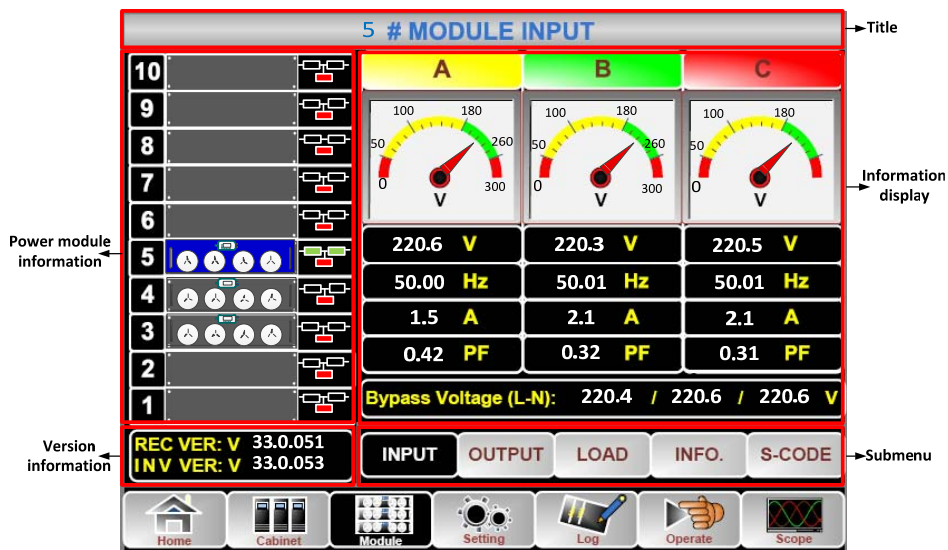 5 # MODULE INPUT
Title
10
9
8
7
6
5
4
3
2
1
Power module
information
A B C
0 50 100 180 260 300
V
0 50 100 180 260 300
V
0 50 100 180 260 300
V
Information
display
220.6 V 220.3 V 220.5 V
50.00 Hz 50.01 Hz 50.01 Hz
1.5 A 2.1 A 2.1 A
0.42 PF 0.32 PF 0.31 PF
Bypass Voltage (L-N): 220.4 / 220.6 / 220.6 V
Version
information
REC VER: V 33.0.051
INV VER: V 33.0.053
INPUT OUTPUT LOAD INFO. S-CODE
Submenu
Home Cabinet Module Setting Log Operate Scope